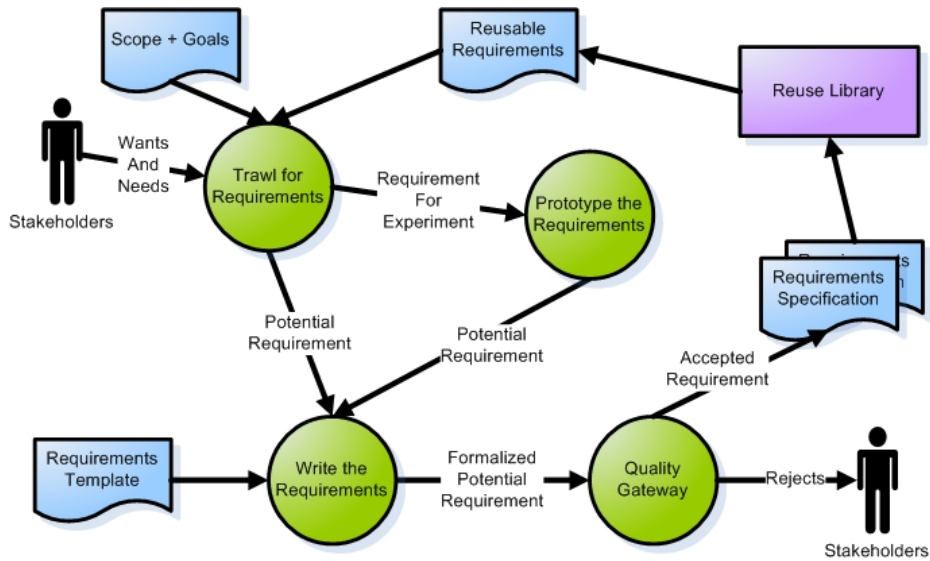 Scope + Goals
Reusable
Requirements
Reuse Library
Wants
And
Needs
Stakeholders
Trawl for
Requirements
Requirement
For
Experiment
Prototype the
Requirements
Requirements
Specification
Potential
Requirement
Potential
Requirement
Accepted
Requirement
Requirements
Template
Write the
Requirements
Formalized
Potential
Requirement
Quality
Gateway
Rejects
Stakeholders